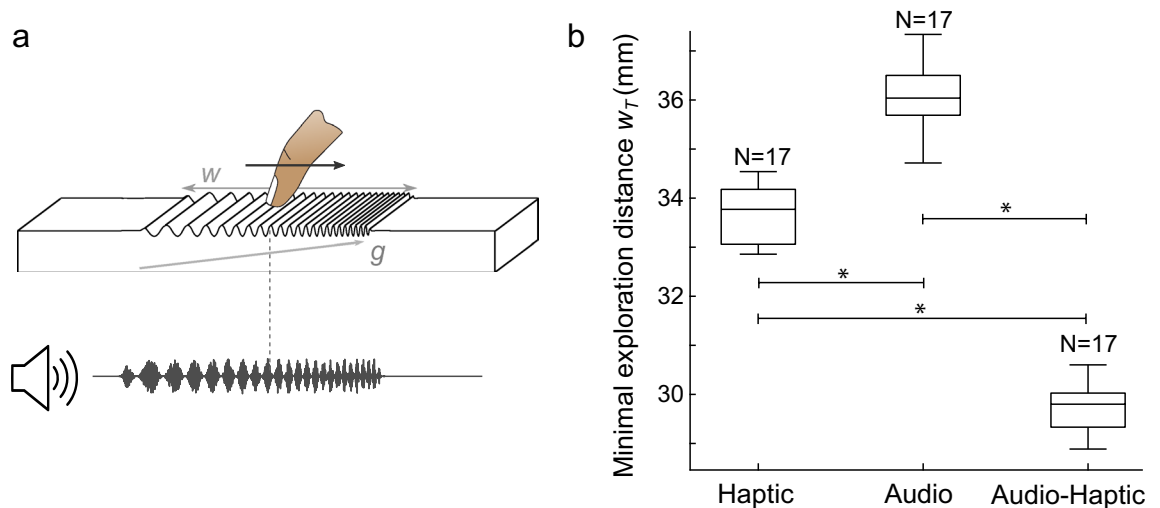 a
w
g
b
Minimal exploration distance w_T (mm)
36
34
32
30
N=17
N=17
N=17
*
*
*
Haptic
Audio
Audio-Haptic